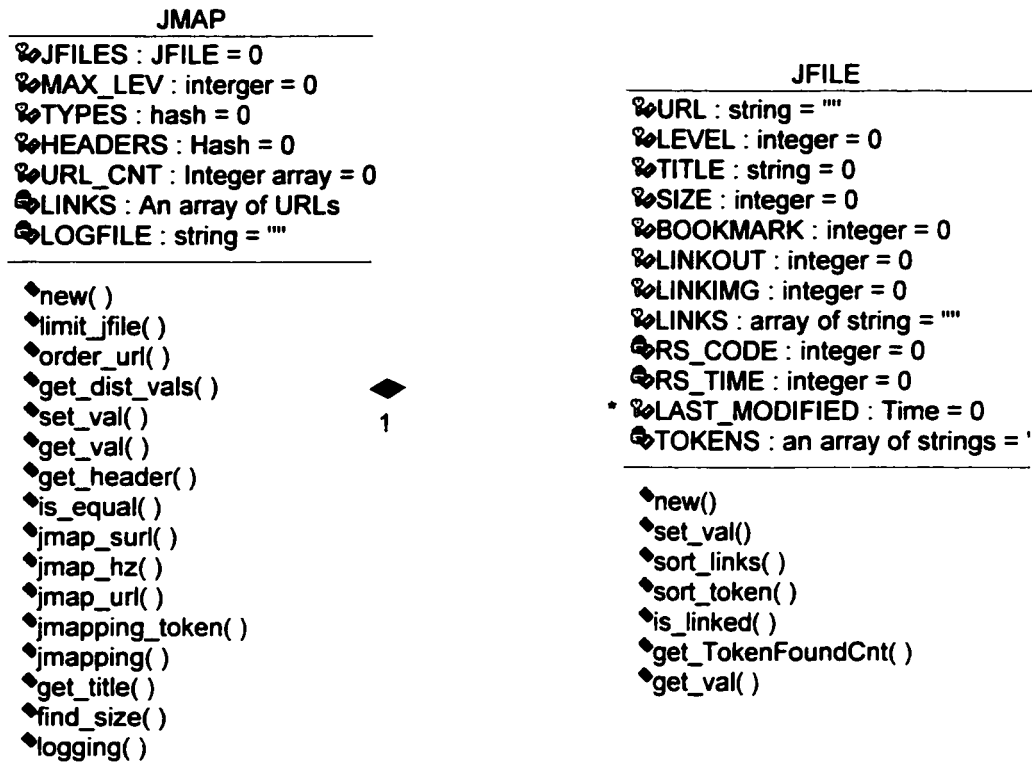 JMAP
JFILES : JFILE = 0
MAX_LEV : interger = 0
TYPES : hash = 0
HEADERS : Hash = 0
URL_CNT : Integer array = 0
LINKS : An array of URLs
LOGFILE : string = ""
new( )
limit_jfile( )
order_url( )
get_dist_vals( )
set_val( )
get_val( )
get_header( )
is_equal( )
jmap_surl( )
jmap_hz( )
jmap_url( )
jmapping_token( )
jmapping( )
get_title( )
find_size( )
logging( )
1
*
JFILE
URL : string = ""
LEVEL : integer = 0
TITLE : string = 0
SIZE : integer = 0
BOOKMARK : integer = 0
LINKOUT : integer = 0
LINKIMG : integer = 0
LINKS : array of string = ""
RS_CODE : integer = 0
RS_TIME : integer = 0
LAST_MODIFIED : Time = 0
TOKENS : an array of strings = '
new()
set_val()
sort_links( )
sort_token( )
is_linked( )
get_TokenFoundCnt( )
get_val( )